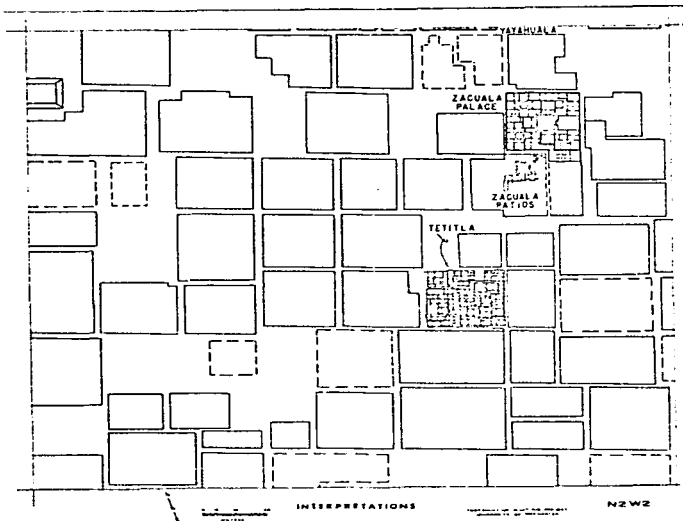 YAYAHUALA
ZACUALA
PALACE
ZACUALA
PATIOS
TETITLA
INTERPRETATIONS
N2W2